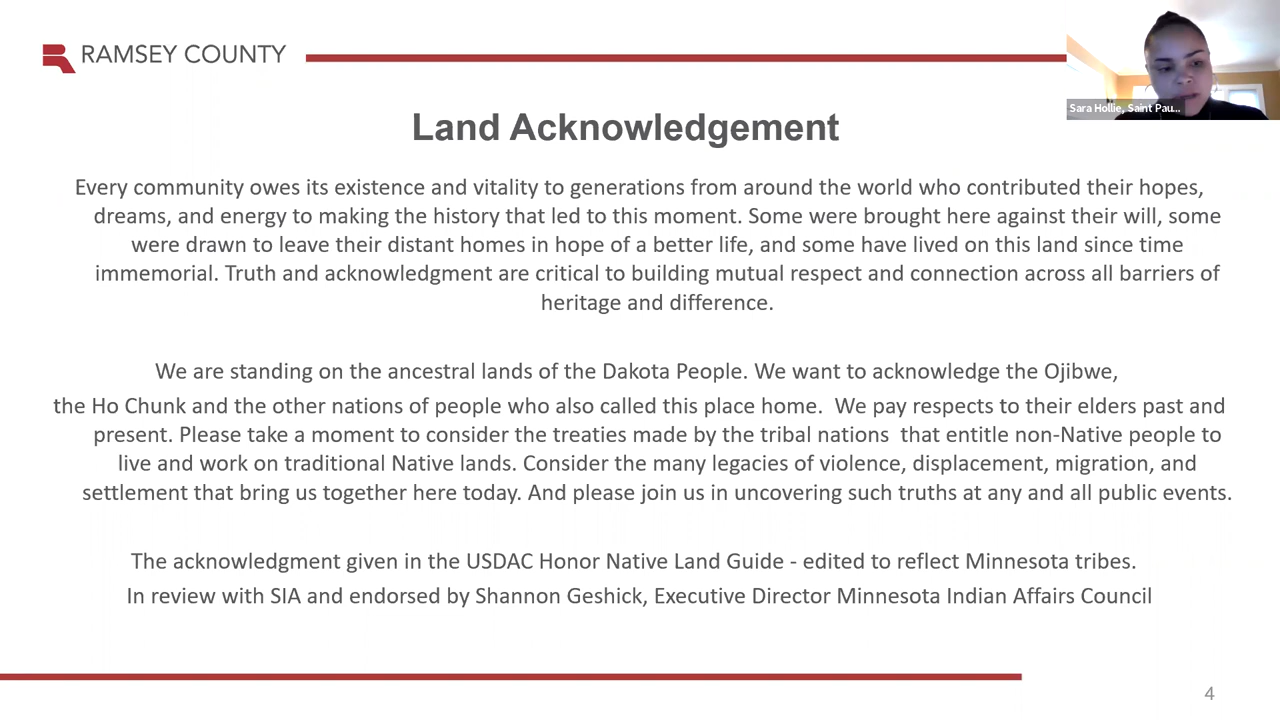 RAMSEY COUNTY
Sara Hollie, Saint Pau...
Land Acknowledgement
Every community owes its existence and vitality to generations from around the world who contributed their hopes,
dreams, and energy to making the history that led to this moment. Some were brought here against their will, some
were drawn to leave their distant homes in hope of a better life, and some have lived on this land since time
immemorial. Truth and acknowledgment are critical to building mutual respect and connection across all barriers of
heritage and difference.
We are standing on the ancestral lands of the Dakota People. We want to acknowledge the Ojibwe,
the Ho Chunk and the other nations of people who also called this place home.  We pay respects to their elders past and
present. Please take a moment to consider the treaties made by the tribal nations  that entitle non-Native people to
live and work on traditional Native lands. Consider the many legacies of violence, displacement, migration, and
settlement that bring us together here today. And please join us in uncovering such truths at any and all public events.
The acknowledgment given in the USDAC Honor Native Land Guide - edited to reflect Minnesota tribes.
In review with SIA and endorsed by Shannon Geshick, Executive Director Minnesota Indian Affairs Council
4